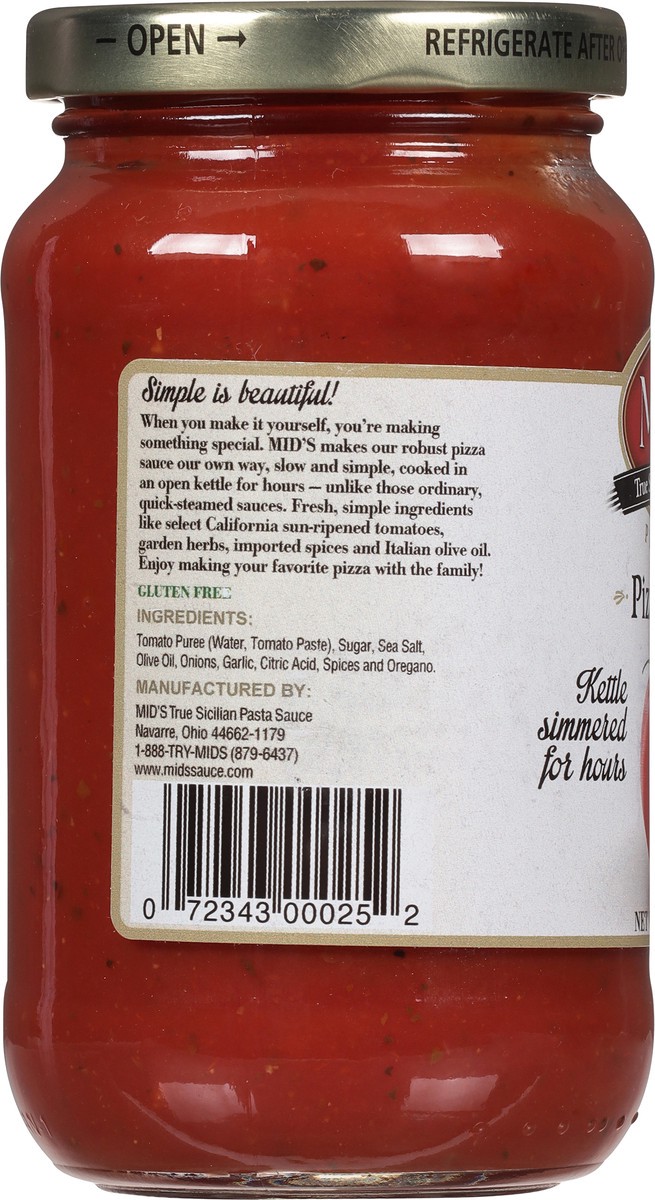 – OPEN →
REFRIGERATE AFTER
Simple is beautiful!
When you make it yourself, you're making
something special. MID'S makes our robust pizza
sauce our own way, slow and simple, cooked in
an open kettle for hours – unlike those ordinary,
quick-steamed sauces. Fresh, simple ingredients
like select California sun-ripened tomatoes,
garden herbs, imported spices and Italian olive oil.
Enjoy making your favorite pizza with the family!
GLUTEN FREE
INGREDIENTS:
Tomato Puree (Water, Tomato Paste), Sugar, Sea Salt,
Olive Oil, Onions, Garlic, Citric Acid, Spices and Oregano.
MANUFACTURED BY:
MID'S True Sicilian Pasta Sauce
Navarre, Ohio 44662-1179
1-888-TRY-MIDS (879-6437)
www.midssauce.com
0 72343 00025 2
True
Kettle
simmered
for hours